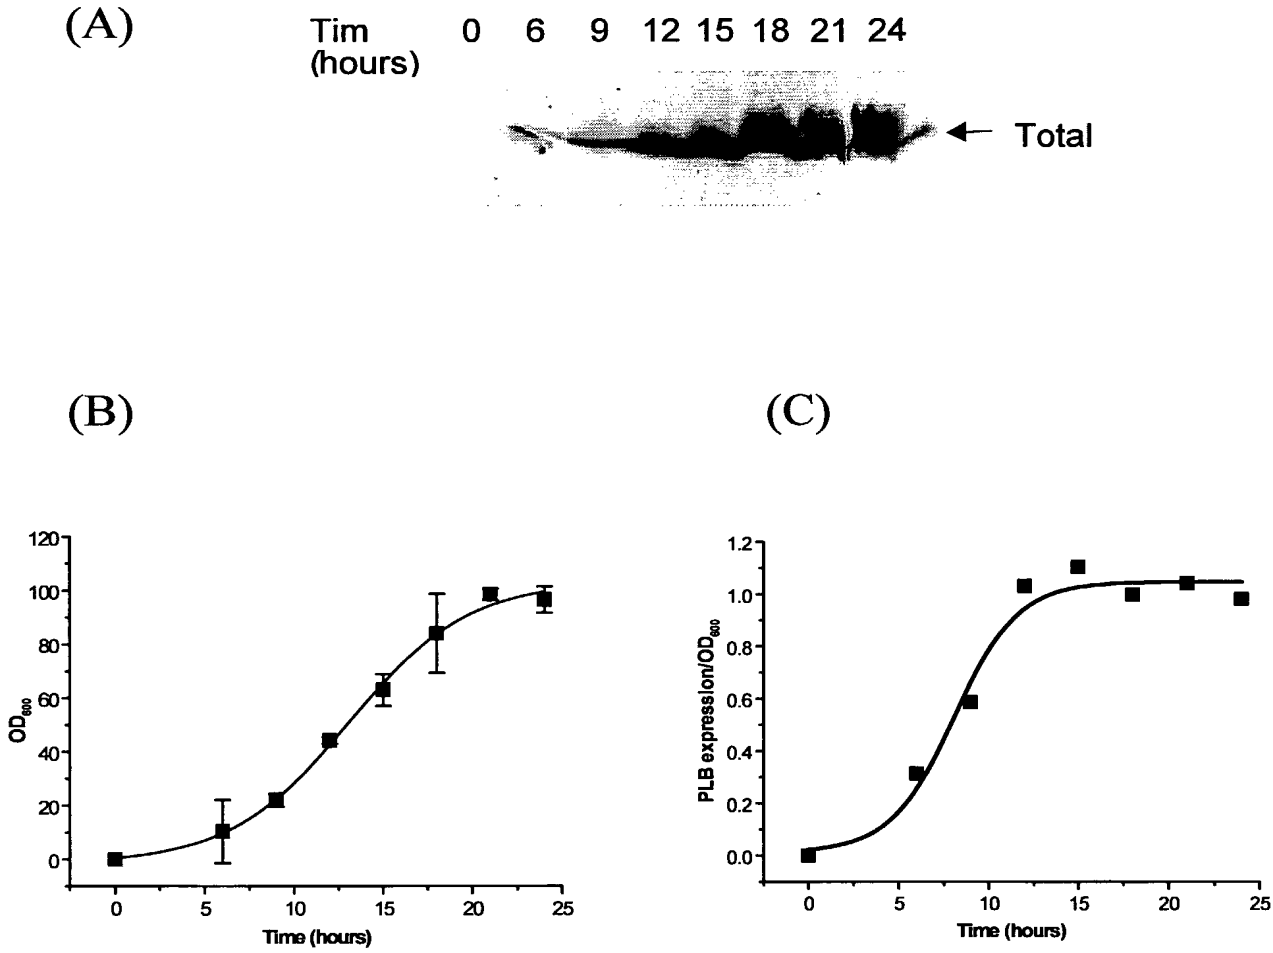 (A)
Tim 0 6 9 12 15 18 21 24
(hours)
Total
(B)
(C)
120
100
80
60
40
20
0
OD600
0 5 10 15 20 25
Time (hours)
1.2
1.0
0.8
0.6
0.4
0.2
0.0
PLB expression/OD600
0 5 10 15 20 25
Time (hours)